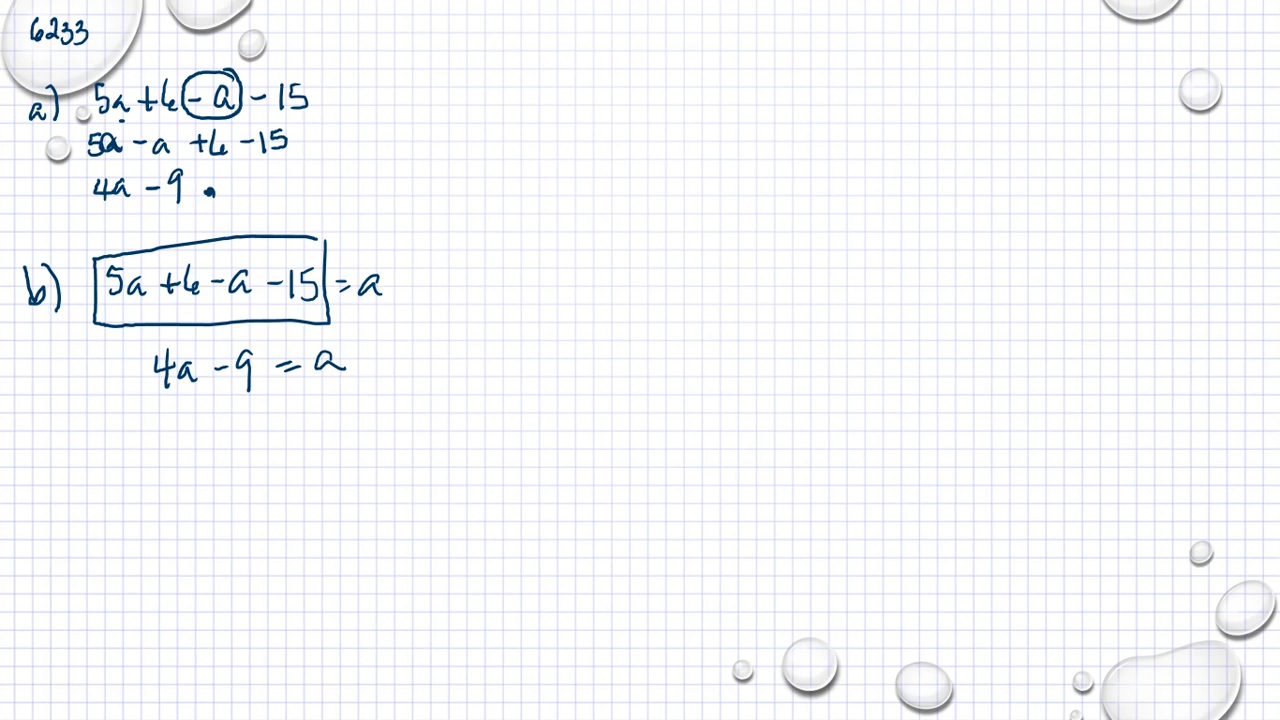 6233
a) 5a + 6 - a - 15
5a - a + 6 - 15
4a - 9
b) 5a + 6 - a - 15 = a
4a - 9 = a